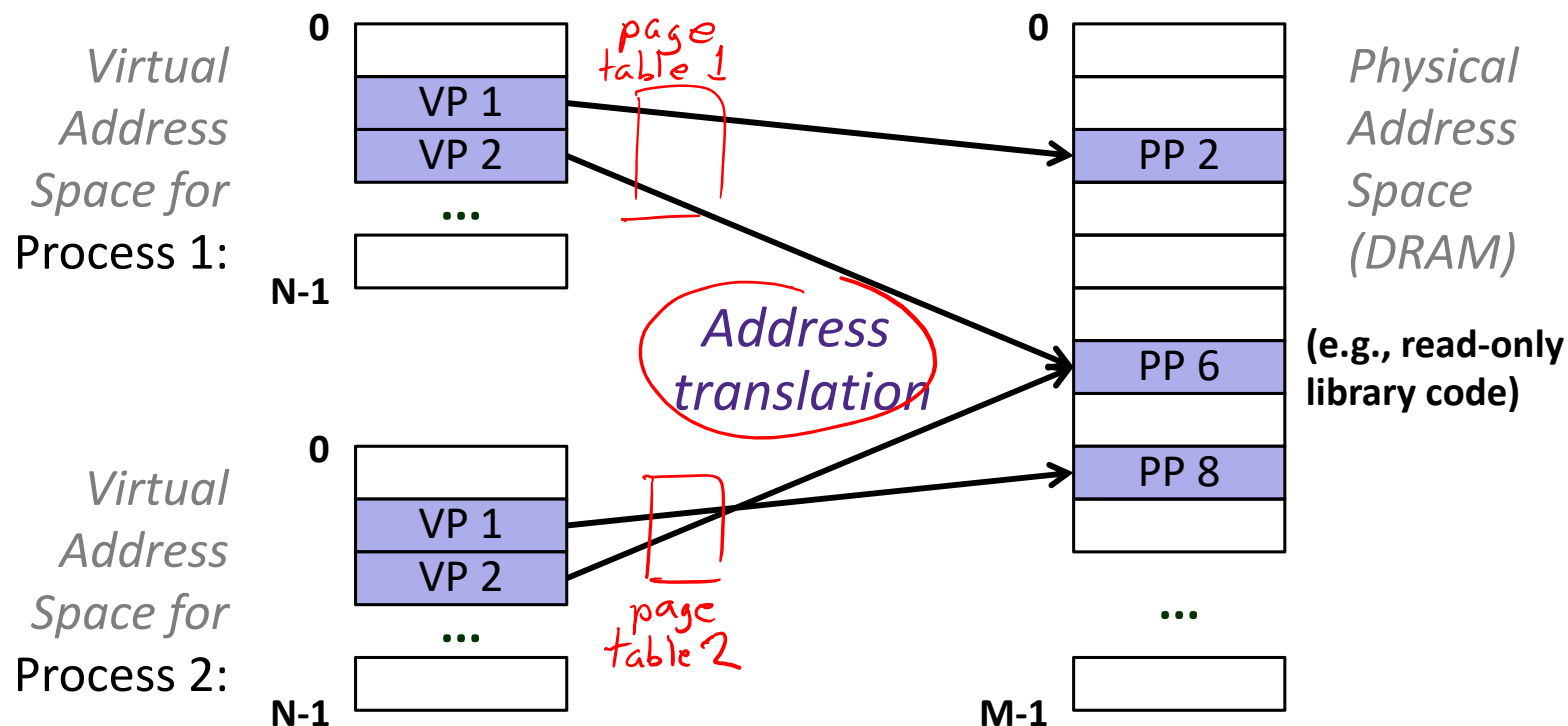 0
Virtual
Address
Space for
Process 1:
VP 1
VP 2
...
N-1
page
table 1
0
Physical
Address
Space
(DRAM)
PP 2
Address
translation
PP 6
(e.g., read-only
library code)
PP 8
...
M-1
0
Virtual
Address
Space for
Process 2:
VP 1
VP 2
...
N-1
page
table 2